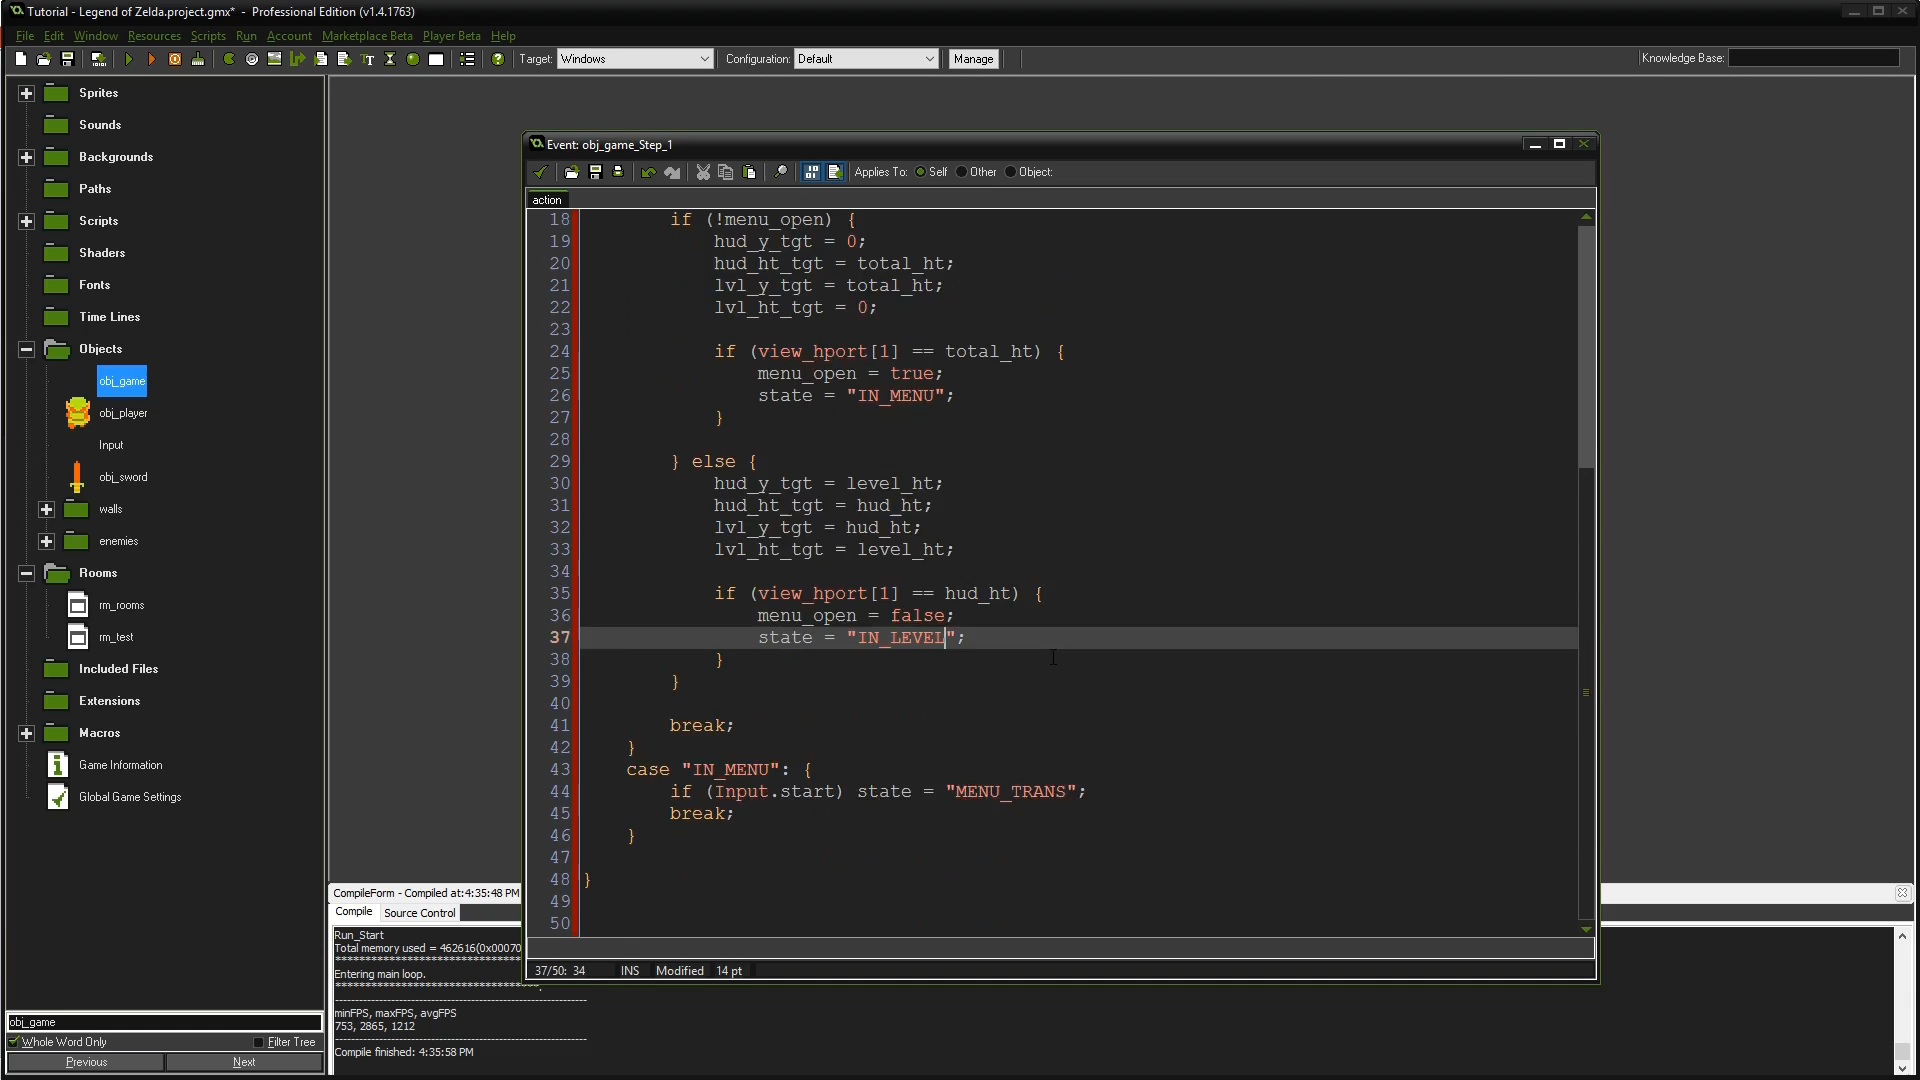 Tutorial - Legend of Zelda.project.gmx* - Professional Edition (v1.4.1763)
File Edit Window Resources Scripts Run Account Marketplace Beta Player Beta Help
Target: Windows Configuration: Default Manage Knowledge Base:
Sprites
Sounds
Backgrounds
Paths
Scripts
Shaders
Fonts
Time Lines
Objects
obj_game
obj_player
Input
obj_sword
walls
enemies
Rooms
rm_rooms
rm_test
Included Files
Extensions
Macros
Game Information
Global Game Settings
obj_game
Whole Word Only Filter Tree
Previous Next
Event: obj_game_Step_1
Applies To: Self Other Object:
action
18 if (!menu_open) {
19 hud_y_tgt = 0;
20 hud_ht_tgt = total_ht;
21 lvl_y_tgt = total_ht;
22 lvl_ht_tgt = 0;
23
24 if (view_hport[1] == total_ht) {
25 menu_open = true;
26 state = "IN_MENU";
27 }
28
29 } else {
30 hud_y_tgt = level_ht;
31 hud_ht_tgt = hud_ht;
32 lvl_y_tgt = hud_ht;
33 lvl_ht_tgt = level_ht;
34
35 if (view_hport[1] == hud_ht) {
36 menu_open = false;
37 state = "IN_LEVEL";
38 }
39 }
40
41 break;
42 }
43 case "IN_MENU": {
44 if (Input.start) state = "MENU_TRANS";
45 break;
46 }
47
48 }
49
50
37/50: 34 INS Modified 14 pt
CompileForm - Compiled at:4:35:48 PM
Compile Source Control
Run_Start
Total memory used = 462616(0x00070
***********************************
Entering main loop.
***********************************.
minFPS, maxFPS, avgFPS
753, 2865, 1212
Compile finished: 4:35:58 PM